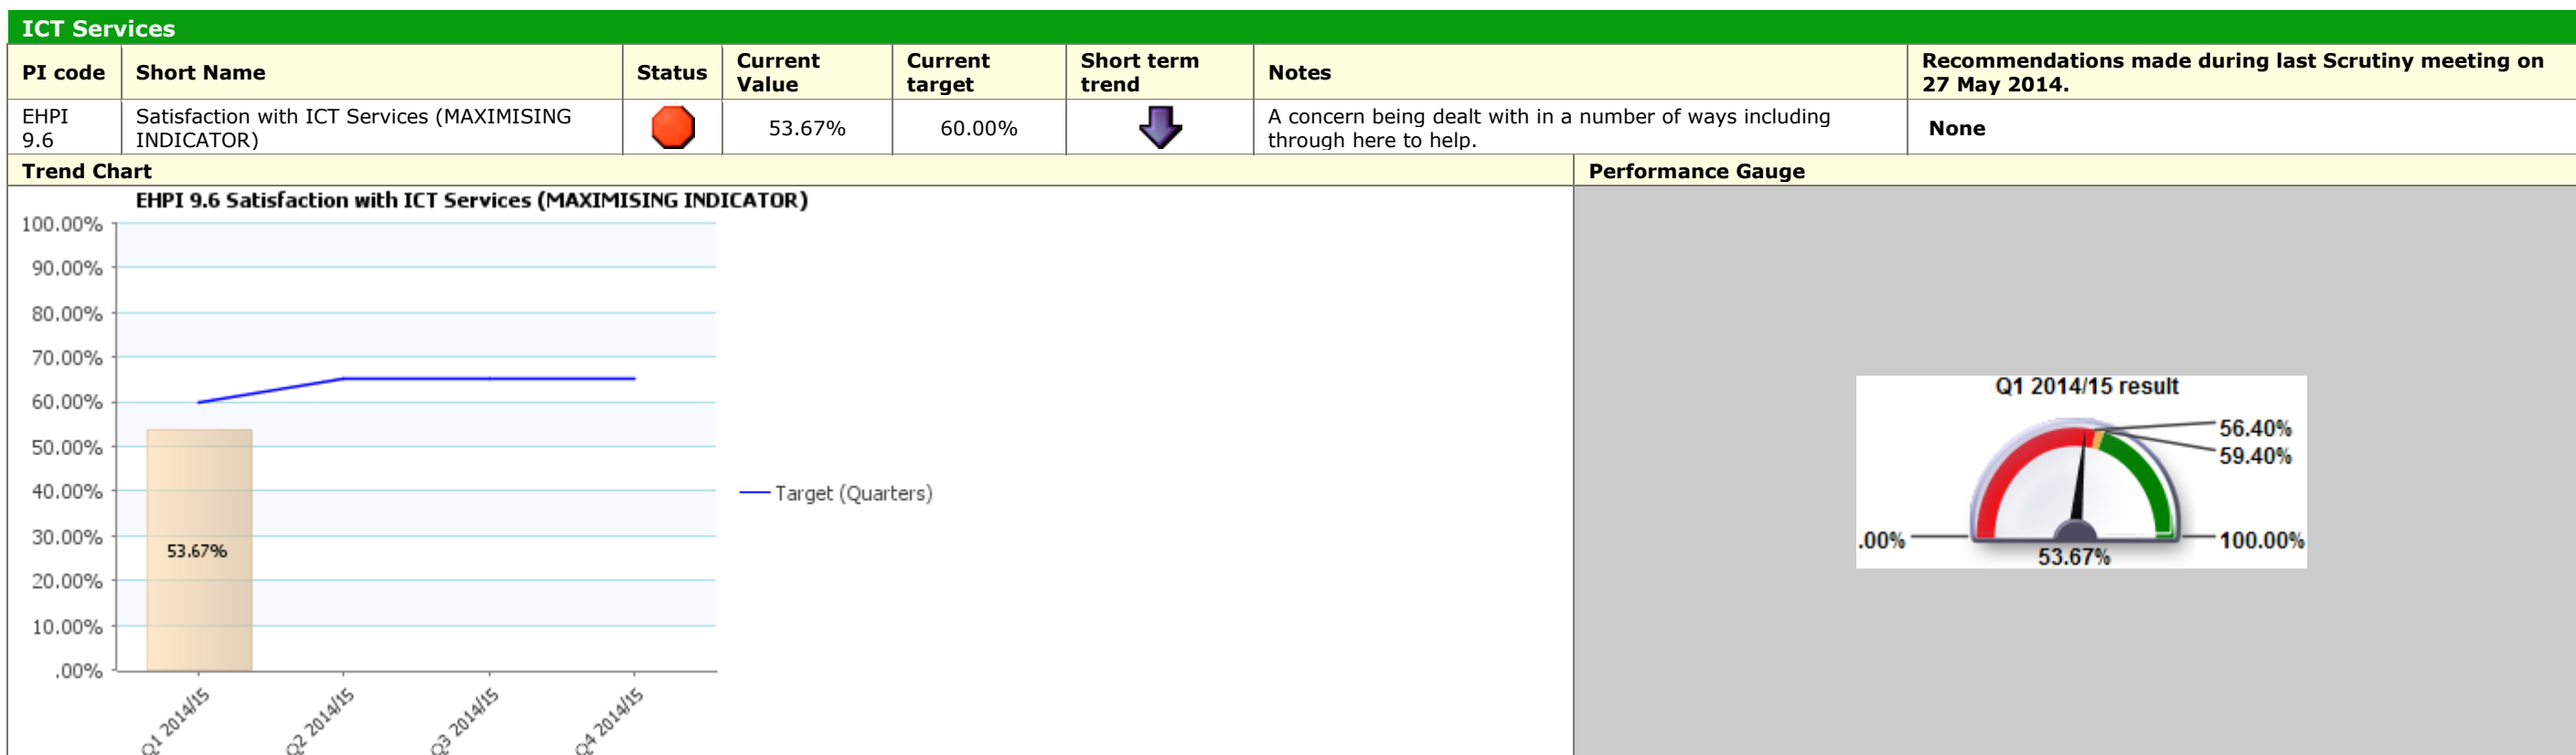 ICT Services
PI code
Short Name
Status
Current
Value
Current
target
Short term
trend
Notes
Recommendations made during last Scrutiny meeting on
27 May 2014.
EHPI
9.6
Satisfaction with ICT Services (MAXIMISING
INDICATOR)
53.67%
60.00%
A concern being dealt with in a number of ways including
through here to help.
None
Trend Chart
Performance Gauge
EHPI 9.6 Satisfaction with ICT Services (MAXIMISING INDICATOR)
100.00%
90.00%
80.00%
70.00%
60.00%
50.00%
40.00%
30.00%
20.00%
10.00%
.00%
53.67%
Q1 2014/15
Q2 2014/15
Q3 2014/15
Q4 2014/15
Target (Quarters)
Q1 2014/15 result
56.40%
59.40%
.00%
100.00%
53.67%